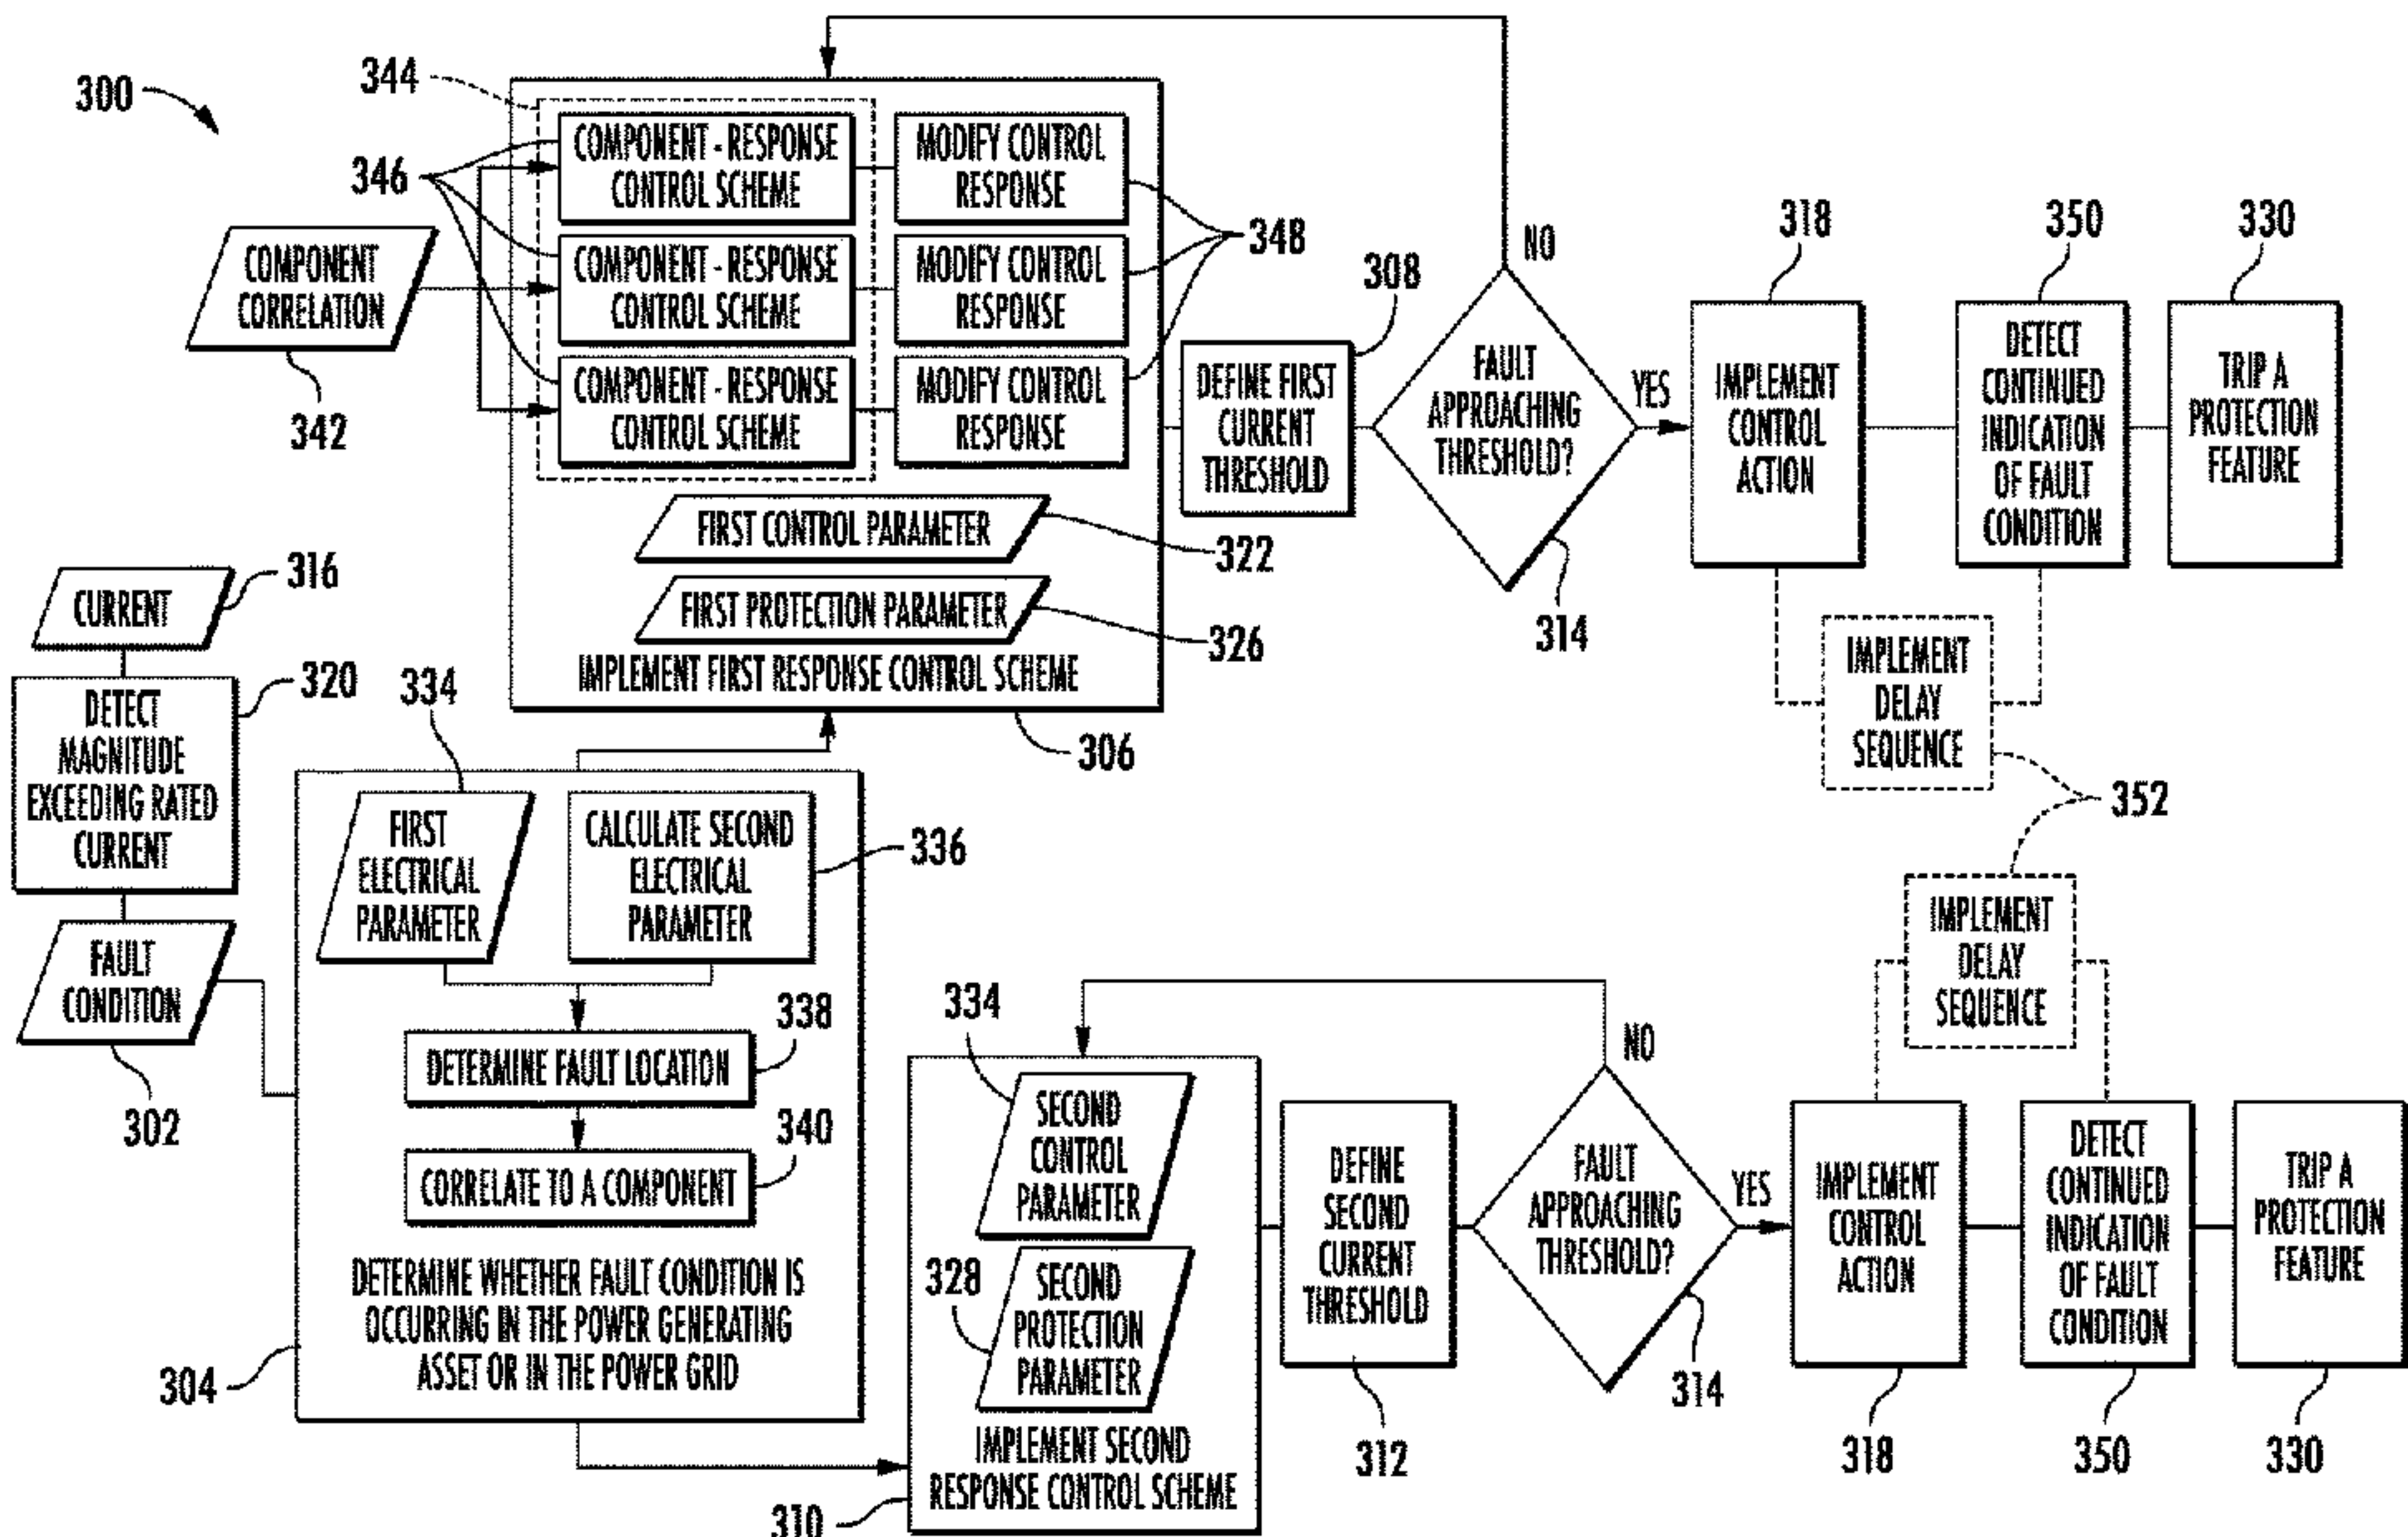 300
344
346
COMPONENT - RESPONSE
CONTROL SCHEME
MODIFY CONTROL
RESPONSE
COMPONENT - RESPONSE
CONTROL SCHEME
MODIFY CONTROL
RESPONSE
COMPONENT - RESPONSE
CONTROL SCHEME
MODIFY CONTROL
RESPONSE
348
COMPONENT
CORRELATION
342
FIRST CONTROL PARAMETER
322
FIRST PROTECTION PARAMETER
326
IMPLEMENT FIRST RESPONSE CONTROL SCHEME
306
308
DEFINE FIRST
CURRENT
THRESHOLD
NO
FAULT
APPROACHING
THRESHOLD?
YES
314
318
IMPLEMENT
CONTROL
ACTION
350
DETECT
CONTINUED
INDICATION
OF FAULT
CONDITION
330
TRIP A
PROTECTION
FEATURE
IMPLEMENT
DELAY
SEQUENCE
352
CURRENT
316
DETECT
MAGNITUDE
EXCEEDING RATED
CURRENT
320
FAULT
CONDITION
302
334
FIRST
ELECTRICAL
PARAMETER
CALCULATE SECOND
ELECTRICAL
PARAMETER
336
338
DETERMINE FAULT LOCATION
340
CORRELATE TO A COMPONENT
DETERMINE WHETHER FAULT CONDITION IS
OCCURRING IN THE POWER GENERATING
ASSET OR IN THE POWER GRID
304
334
SECOND
CONTROL
PARAMETER
328
SECOND
PROTECTION
PARAMETER
IMPLEMENT SECOND
RESPONSE CONTROL SCHEME
310
DEFINE
SECOND
CURRENT
THRESHOLD
312
NO
FAULT
APPROACHING
THRESHOLD?
YES
314
IMPLEMENT
DELAY
SEQUENCE
IMPLEMENT
CONTROL
ACTION
318
DETECT
CONTINUED
INDICATION
OF FAULT
CONDITION
350
TRIP A
PROTECTION
FEATURE
330